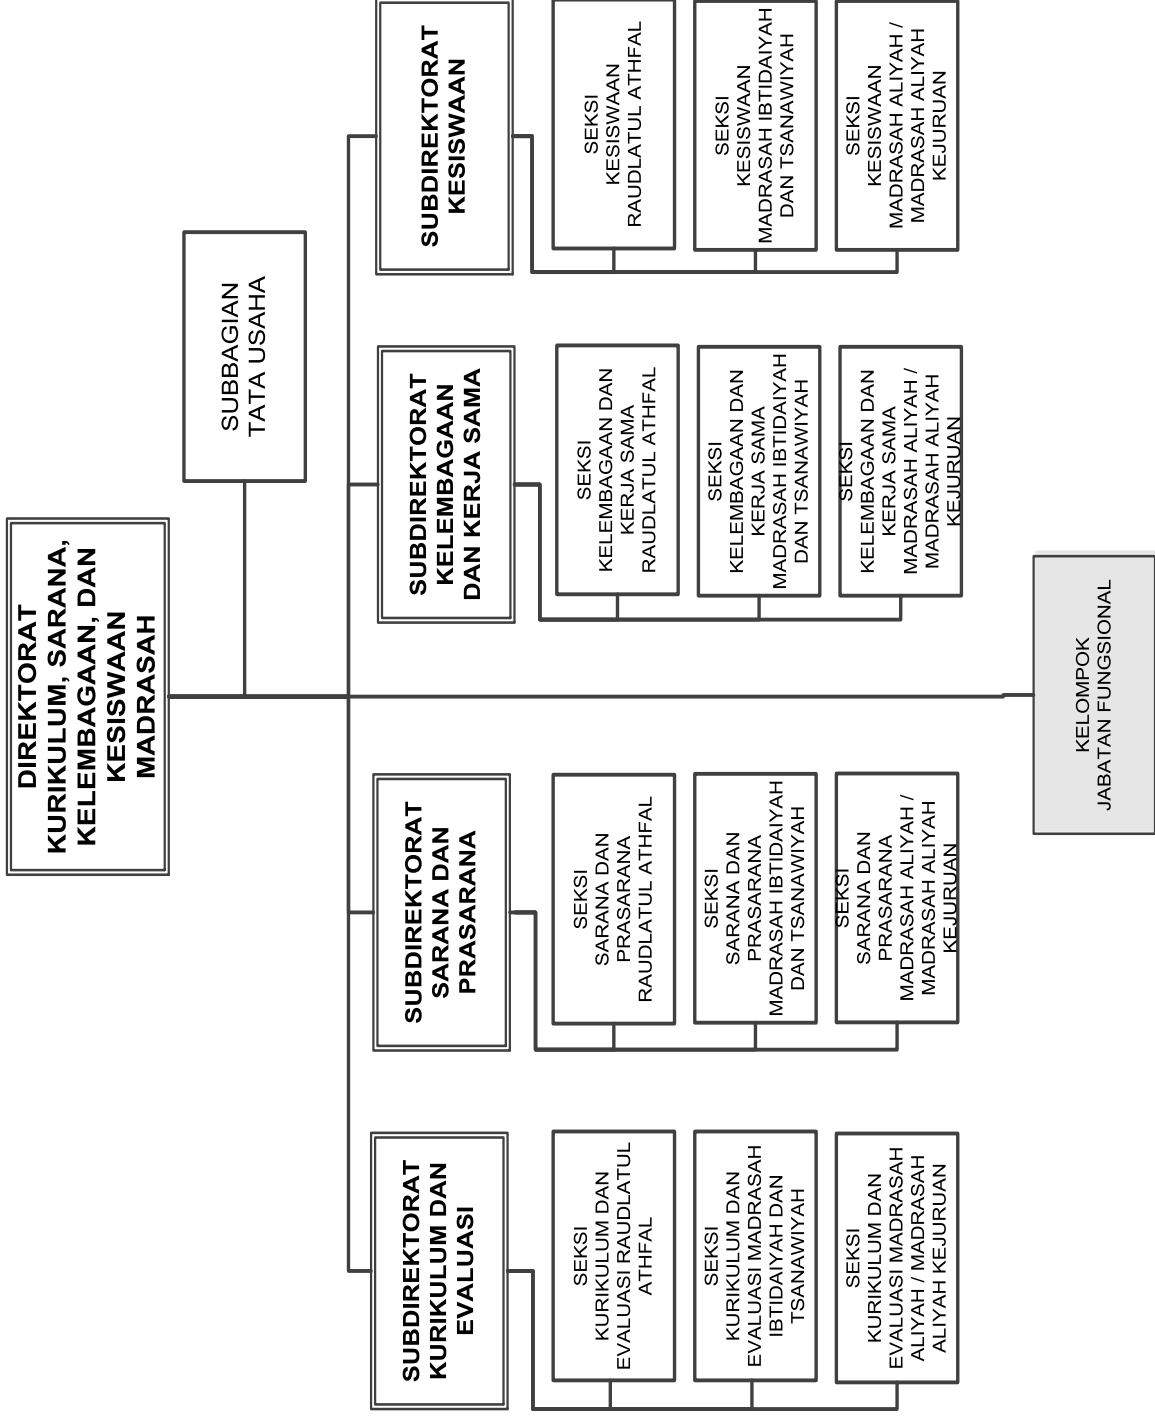 DIREKTORAT
KURIKULUM, SARANA,
KELEMBAGAAN, DAN
KESISWAAN
MADRASAH
SUBBAGIAN
TATA USAHA
SUBDIREKTORAT
KURIKULUM DAN
EVALUASI
SUBDIREKTORAT
SARANA DAN
PRASARANA
SUBDIREKTORAT
KELEMBAGAAN
DAN KERJA SAMA
SUBDIREKTORAT
KESISWAAN
SEKSI
KURIKULUM DAN
EVALUASI RAUDLATUL
ATHFAL
SEKSI
SARANA DAN
PRASARANA
RAUDLATUL ATHFAL
SEKSI
KELEMBAGAAN DAN
KERJA SAMA
RAUDLATUL ATHFAL
SEKSI
KESISWAAN
RAUDLATUL ATHFAL
SEKSI
KURIKULUM DAN
EVALUASI MADRASAH
IBTIDAIYAH DAN
TSANAWIYAH
SEKSI
SARANA DAN
PRASARANA
MADRASAH IBTIDAIYAH
DAN TSANAWIYAH
SEKSI
KELEMBAGAAN DAN
KERJA SAMA
MADRASAH IBTIDAIYAH
DAN TSANAWIYAH
SEKSI
KESISWAAN
MADRASAH IBTIDAIYAH
DAN TSANAWIYAH
SEKSI
KURIKULUM DAN
EVALUASI MADRASAH
ALIYAH / MADRASAH
ALIYAH KEJURUAN
SEKSI
SARANA DAN
PRASARANA
MADRASAH ALIYAH /
MADRASAH ALIYAH
KEJURUAN
SEKSI
KELEMBAGAAN DAN
KERJA SAMA
MADRASAH ALIYAH /
MADRASAH ALIYAH
KEJURUAN
SEKSI
KESISWAAN
MADRASAH ALIYAH /
MADRASAH ALIYAH
KEJURUAN
KELOMPOK
JABATAN FUNGSIONAL